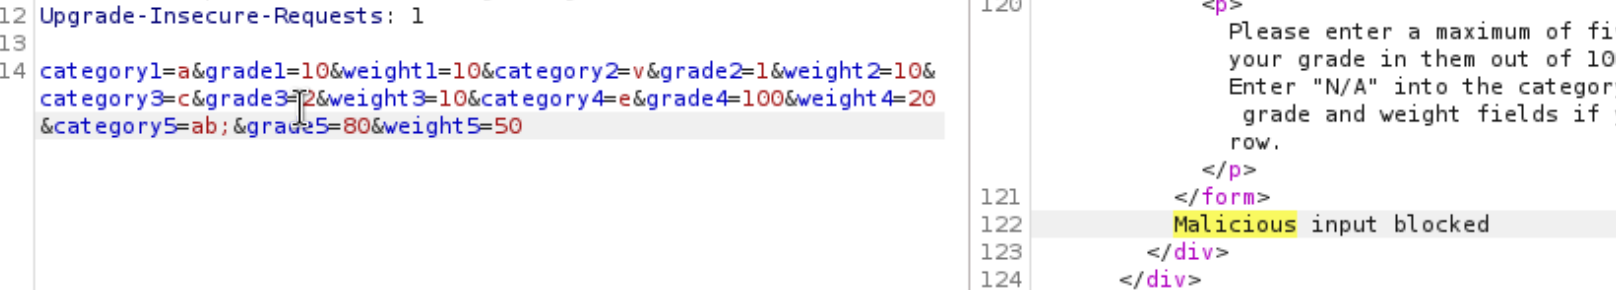 12 Upgrade-Insecure-Requests: 1
13
14 category1=a&grade1=10&weight1=10&category2=v&grade2=1&weight2=10&
category3=c&grade3=2&weight3=10&category4=e&grade4=100&weight4=20
&category5=ab;&grade5=80&weight5=50
120 <p>
Please enter a maximum of fi
your grade in them out of 10
Enter "N/A" into the category
grade and weight fields if
row.
</p>
121 </form>
122 Malicious input blocked
123 </div>
124 </div>